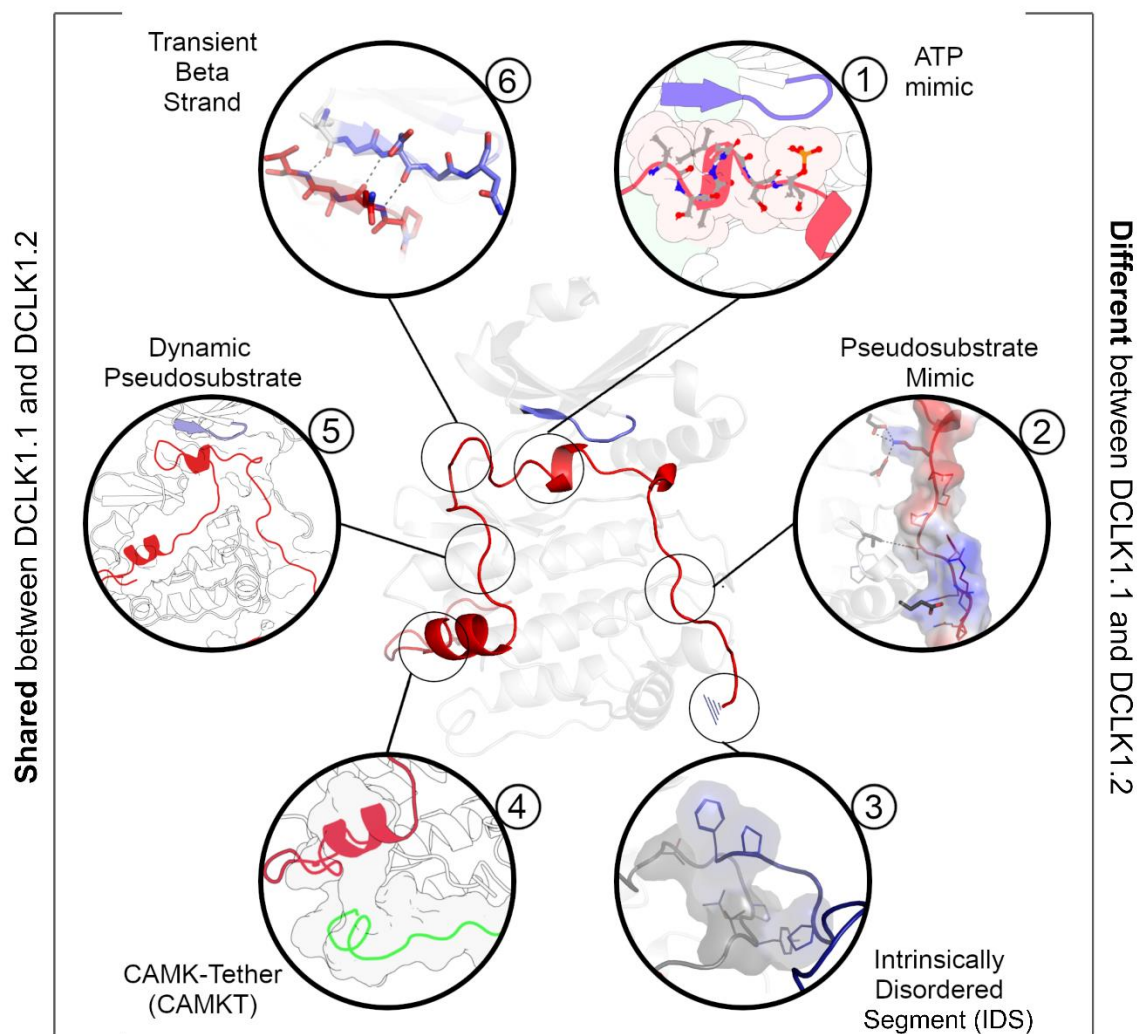 Transient
Beta
Strand
6
1
ATP
mimic
Shared between DCLK1.1 and DCLK1.2
Different between DCLK1.1 and DCLK1.2
Dynamic
Pseudosubstrate
5
Pseudosubstrate
Mimic
2
4
CAMK-Tether
(CAMKT)
3
Intrinsically
Disordered
Segment (IDS)